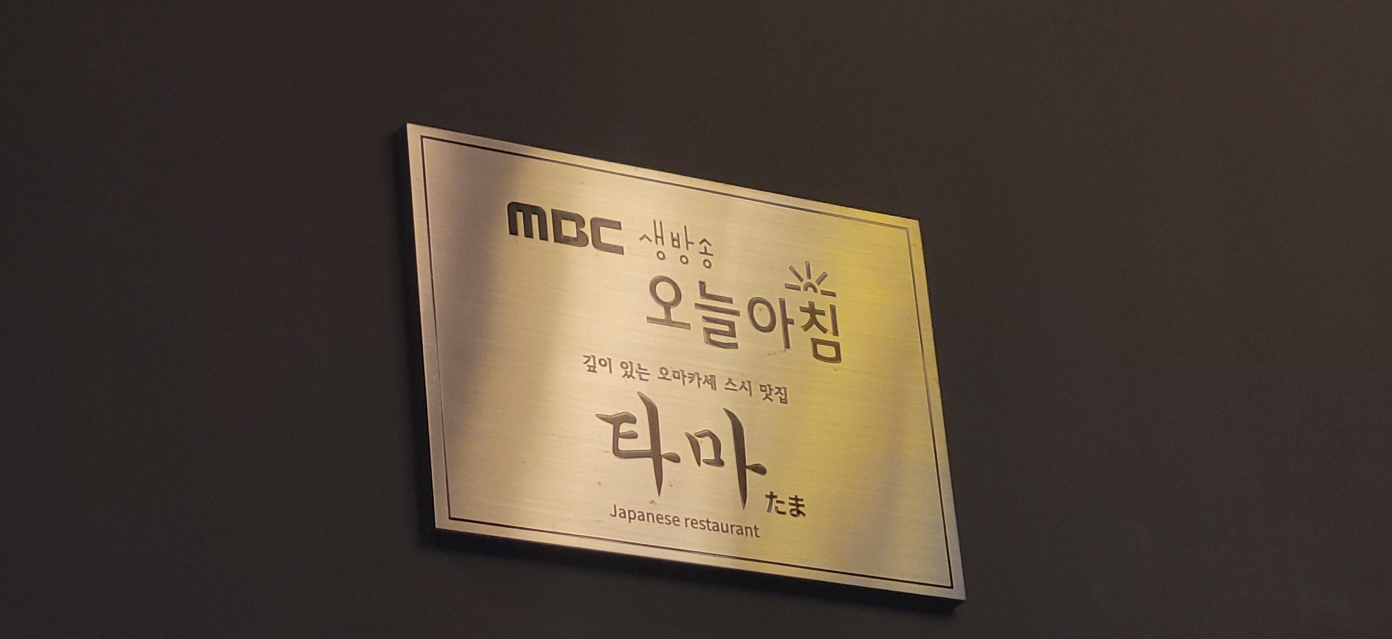 MBC 생방송
오늘아침
깊이 있는 오마카세 스시 맛집
타마 たま
Japanese restaurant